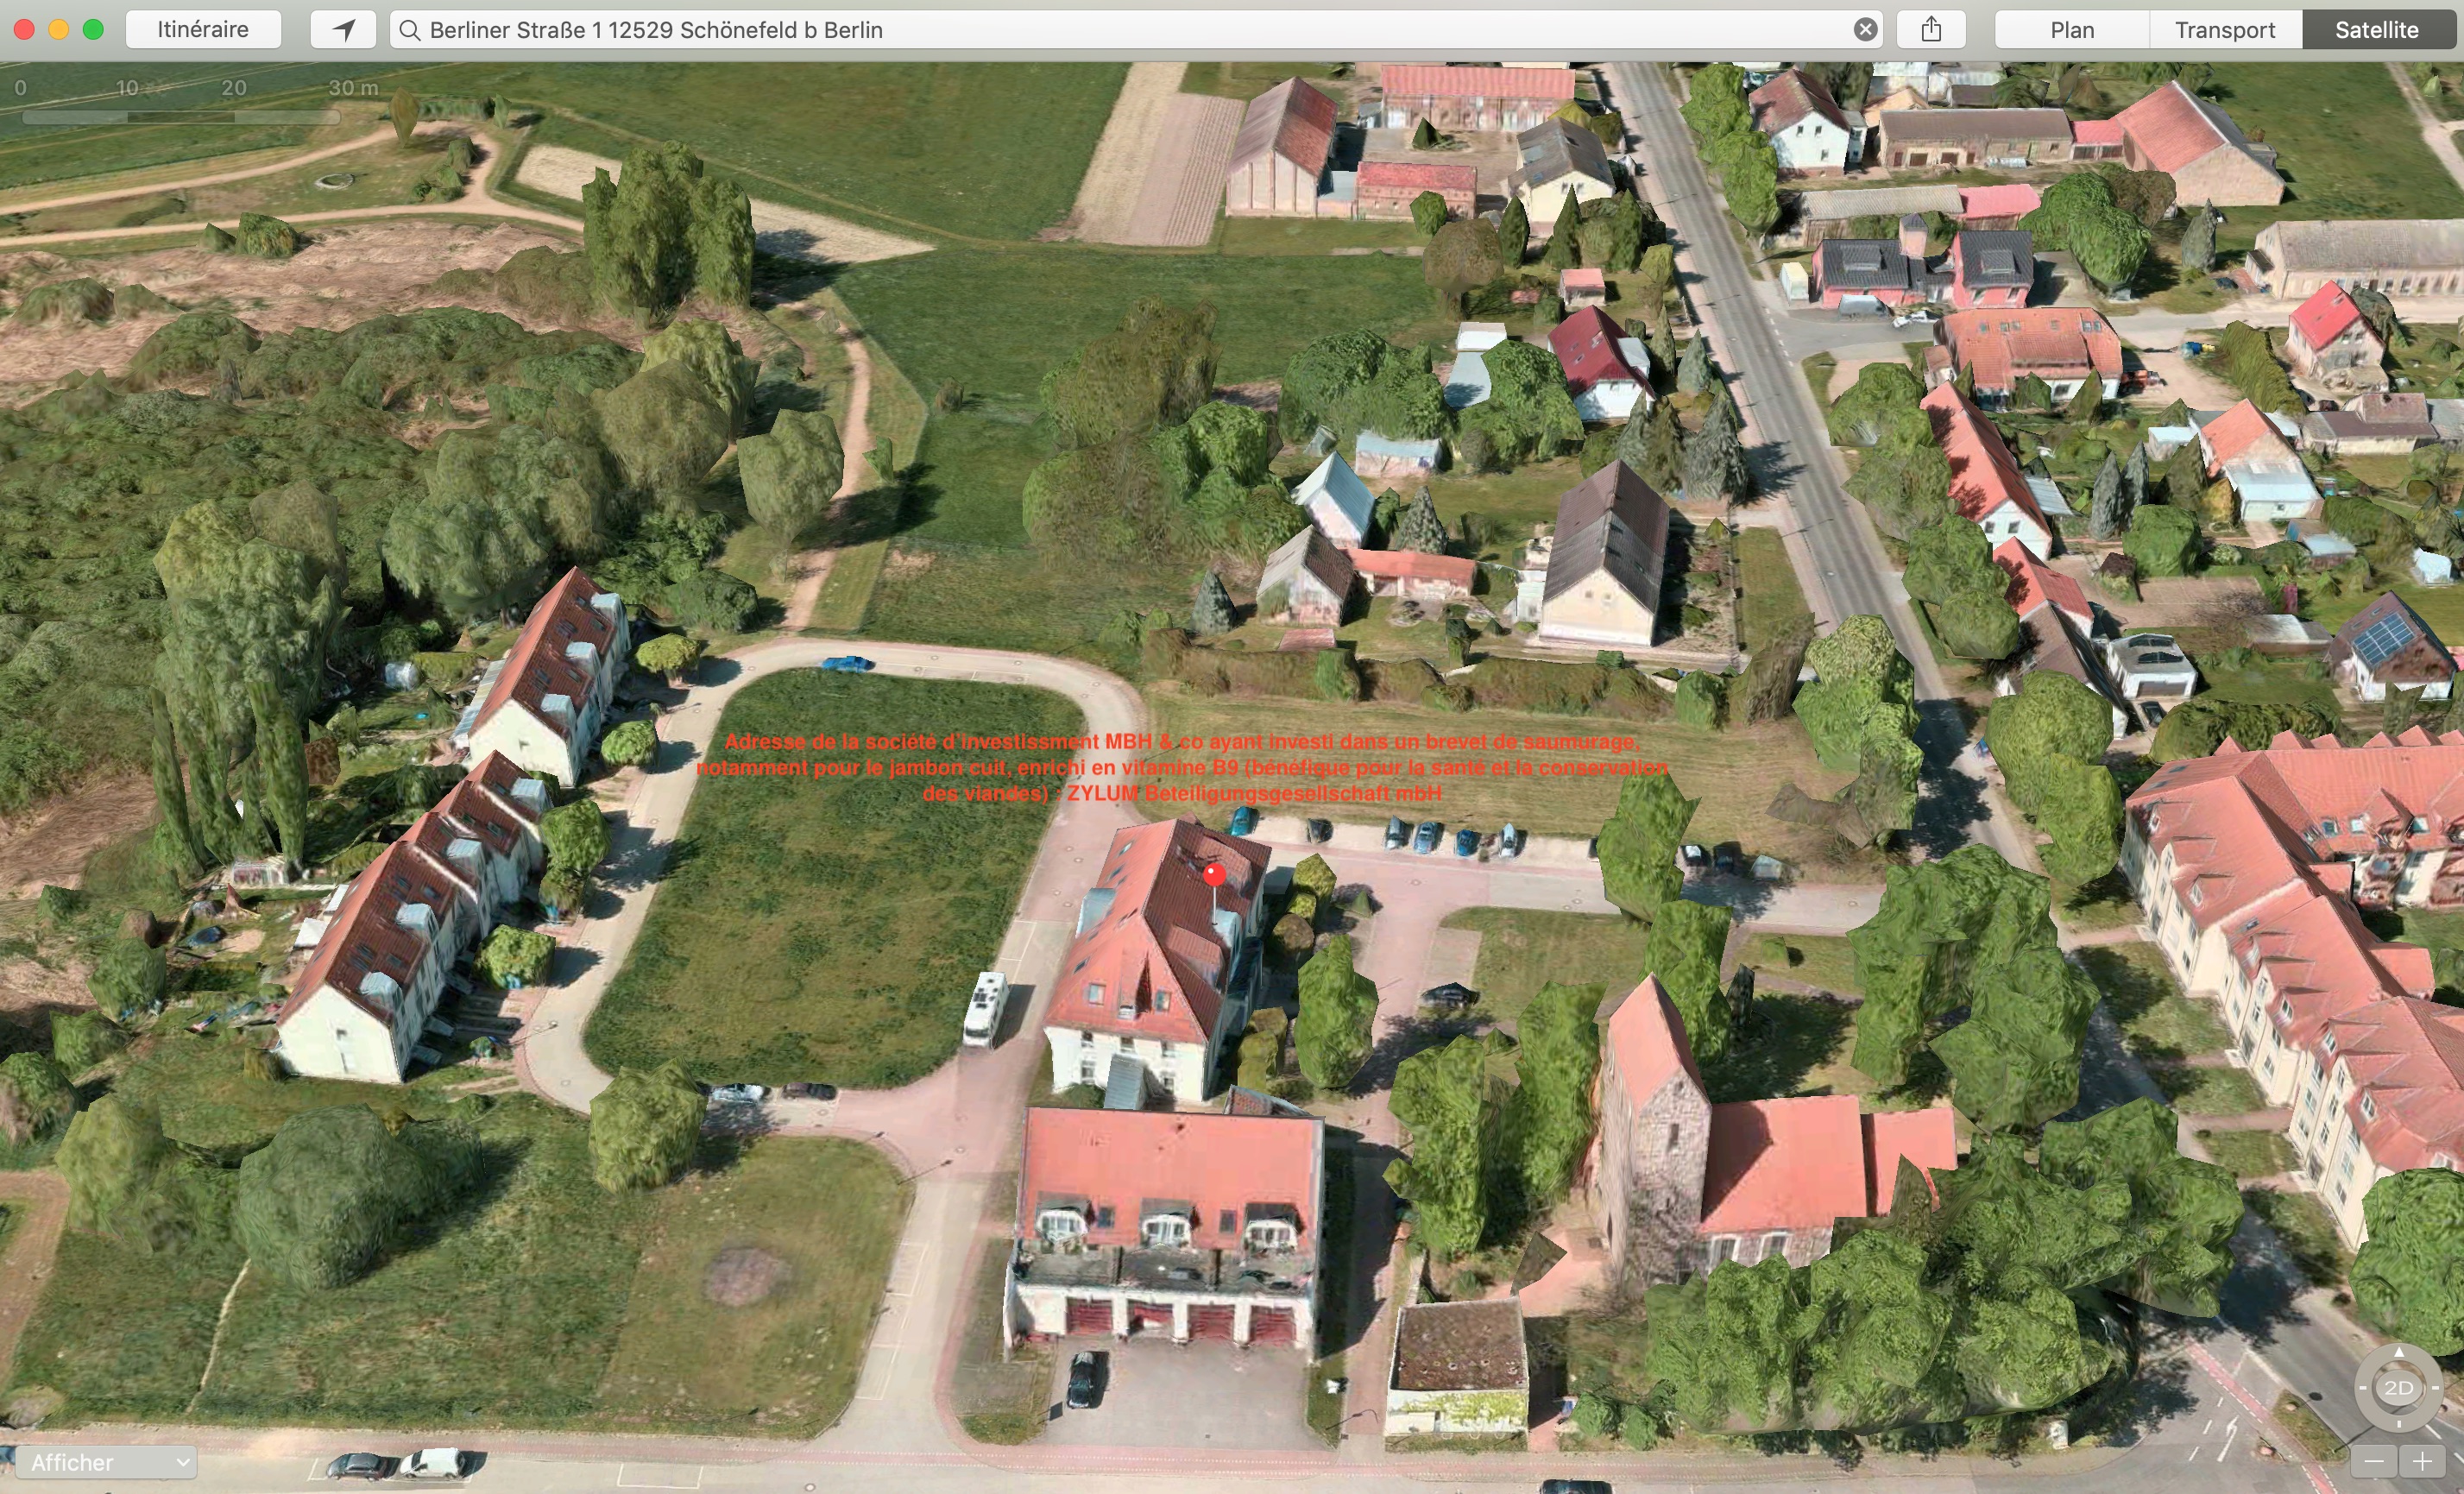 Itinéraire
Berliner Straße 1 12529 Schönefeld b Berlin
Plan
Transport
Satellite
0 10 20 30 m
Adresse de la société d'investissment MBH & co ayant investi dans un brevet de saumurage,
notamment pour le jambon cuit, enrichi en vitamine B9 (bénéfique pour la santé et la conservation
des viandes) : ZYLUM Beteiligungsgesellschaft mbH
2D
Afficher